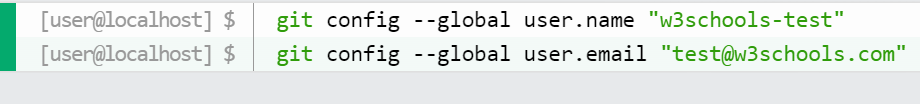 [user@localhost] $ git config --global user.name "w3schools-test"
[user@localhost] $ git config --global user.email "test@w3schools.com"